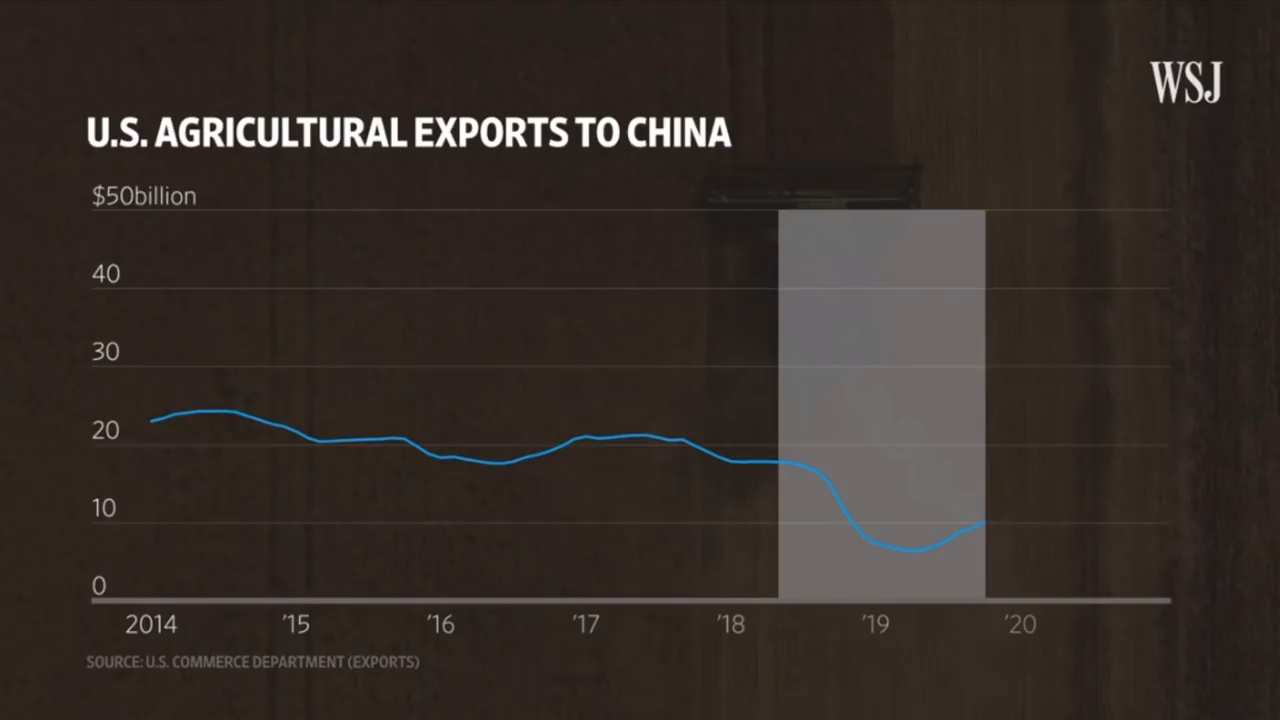 WSJ
U.S. AGRICULTURAL EXPORTS TO CHINA
$50billion
40
30
20
10
0
2014 ’15 ’16 ’17 ’18 ’19 ’20
SOURCE: U.S. COMMERCE DEPARTMENT (EXPORTS)